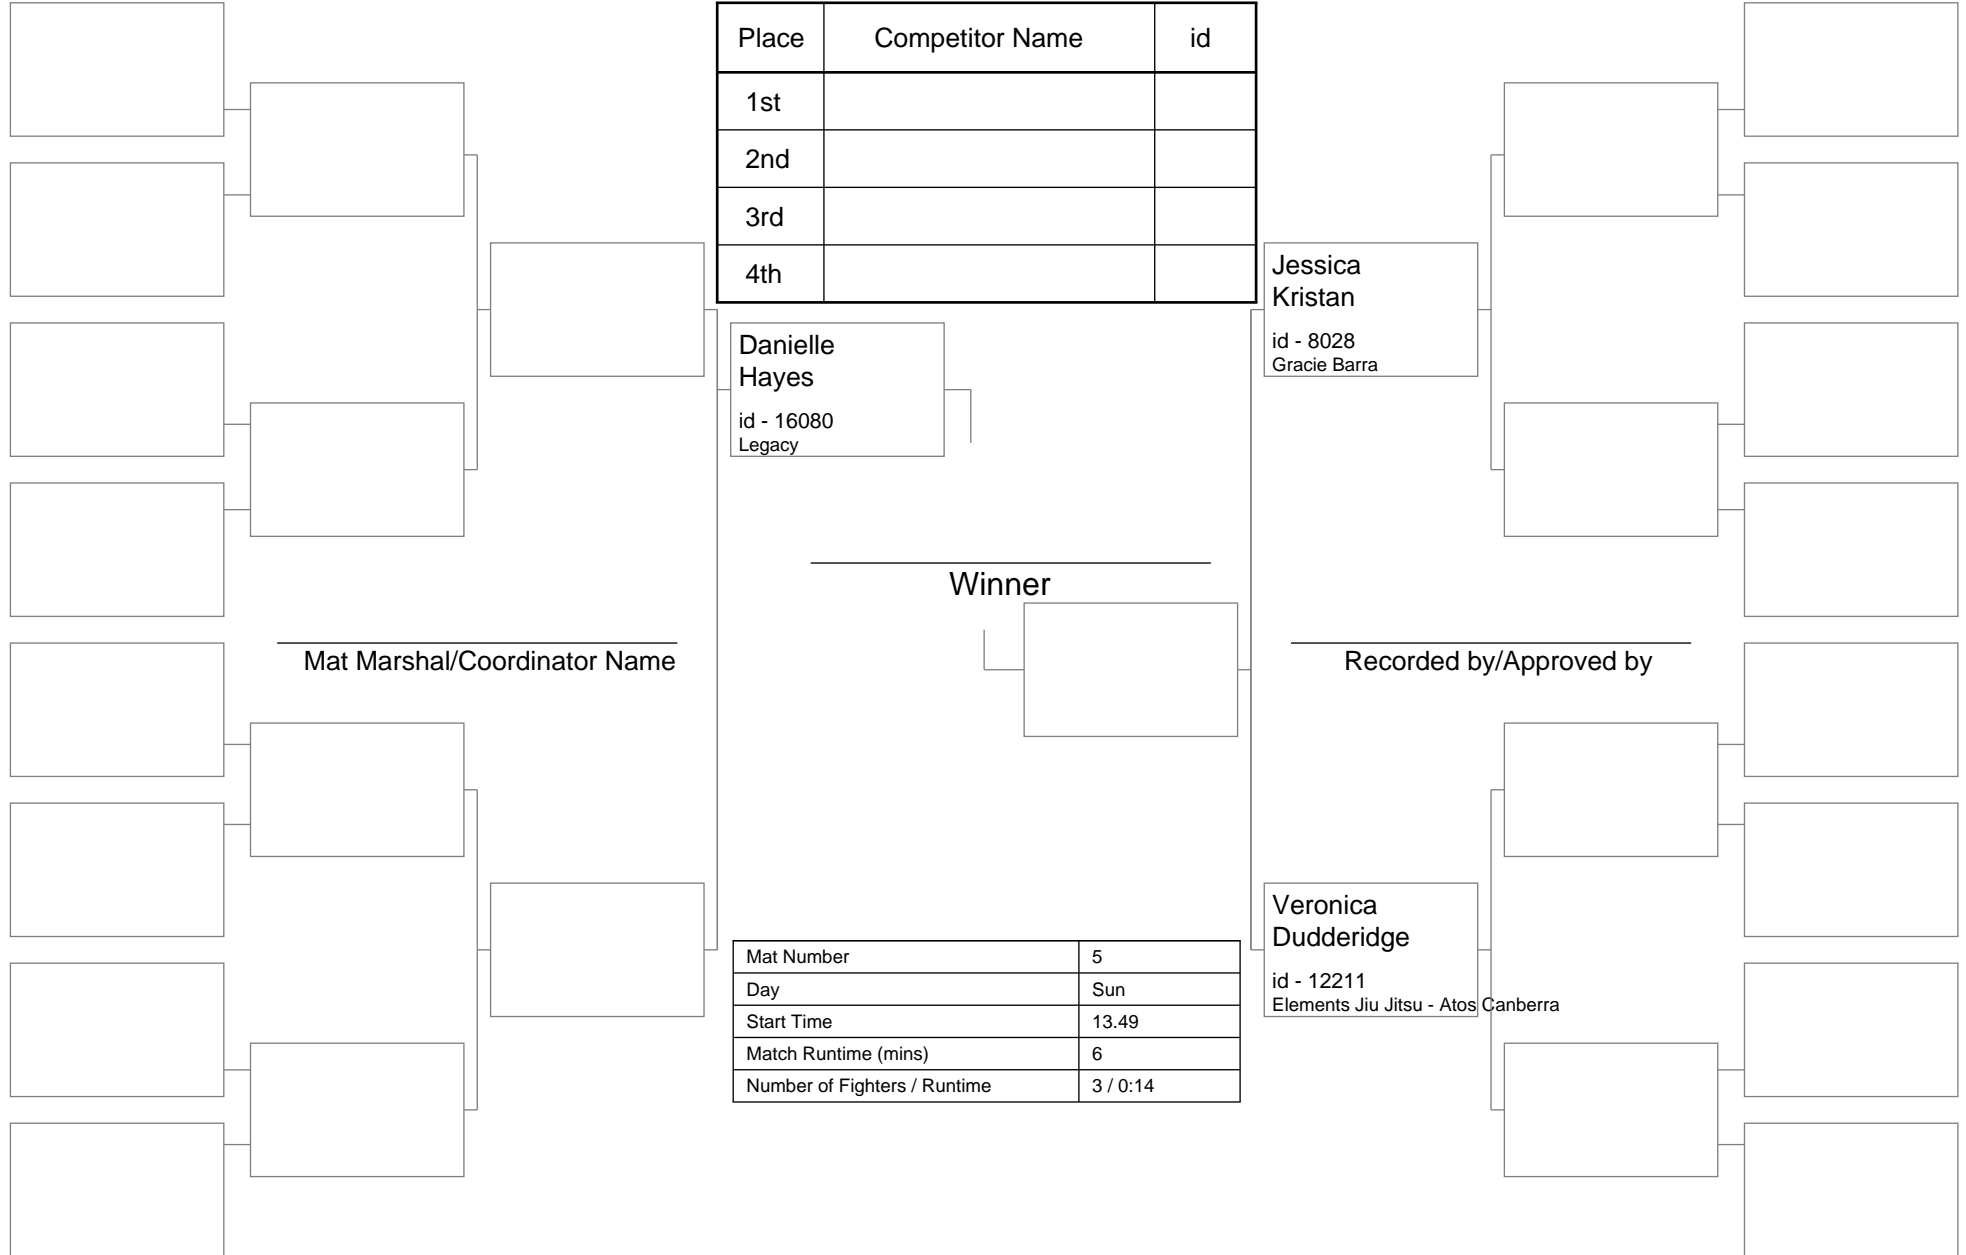 Place Competitor Name id
1st
2nd
3rd
4th
Jessica
Kristan
id - 8028
Gracie Barra
Danielle
Hayes
id - 16080
Legacy
Winner
Mat Marshal/Coordinator Name
Recorded by/Approved by
Veronica
Dudderidge
id - 12211
Elements Jiu Jitsu - Atos Canberra
Mat Number 5
Day Sun
Start Time 13.49
Match Runtime (mins) 6
Number of Fighters / Runtime 3 / 0:14